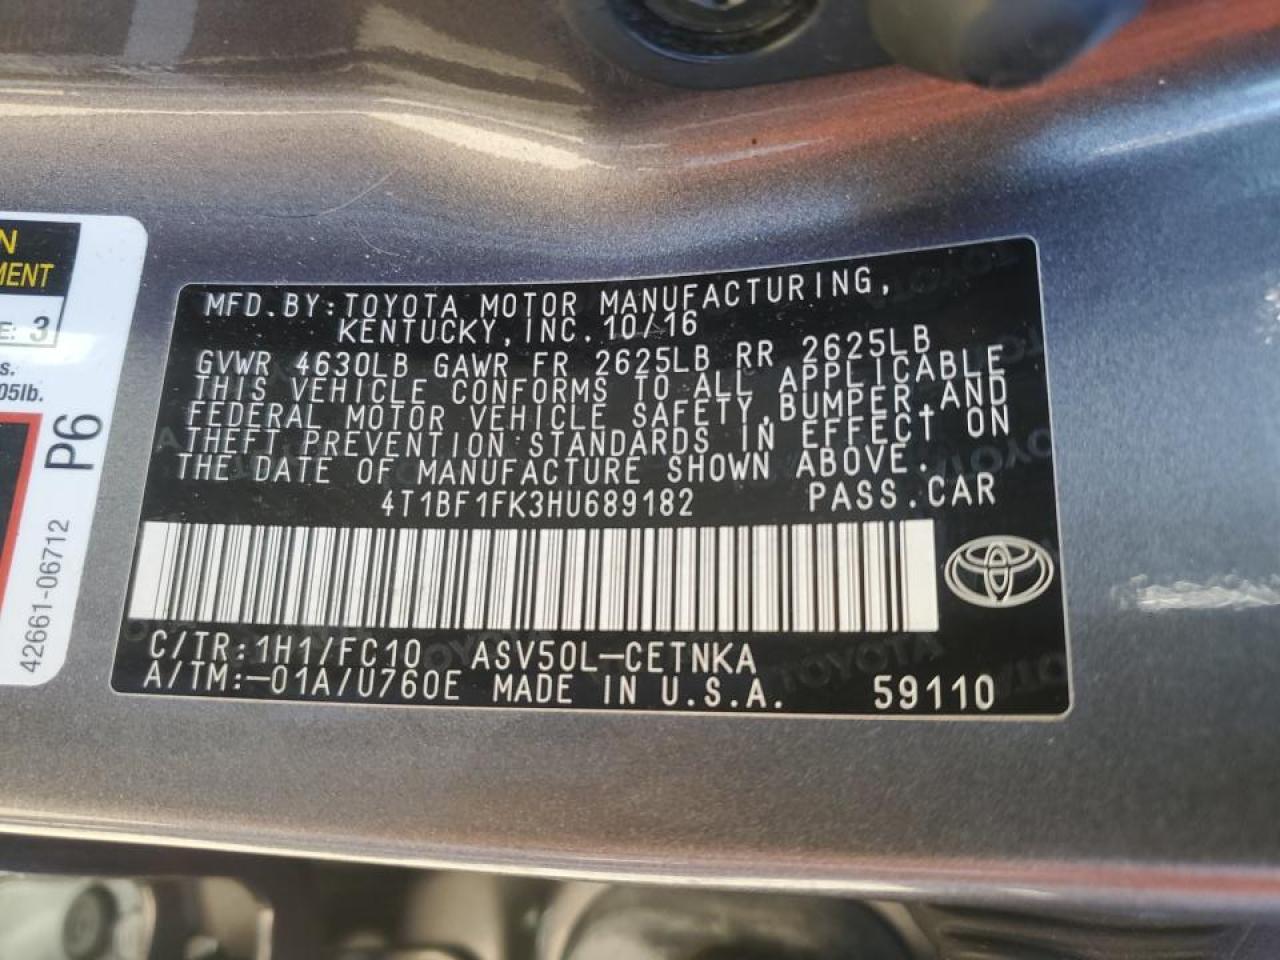 N
MENT
E: 3
s.
05lb.
P6
42661-06712
MFD.BY:TOYOTA MOTOR MANUFACTURING,
KENTUCKY,INC. 10/16
GVWR 4630LB GAWR FR 2625LB RR 2625LB
THIS VEHICLE CONFORMS TO ALL APPLICABLE
FEDERAL MOTOR VEHICLE SAFETY,BUMPER,AND
THEFT PREVENTION STANDARDS IN EFFECT ON
THE DATE OF MANUFACTURE SHOWN ABOVE.
4T1BF1FK3HU689182 PASS.CAR
C/TR:1H1/FC10 ASV50L-CETNKA
A/TM:-01A/U760E MADE IN U.S.A. 59110